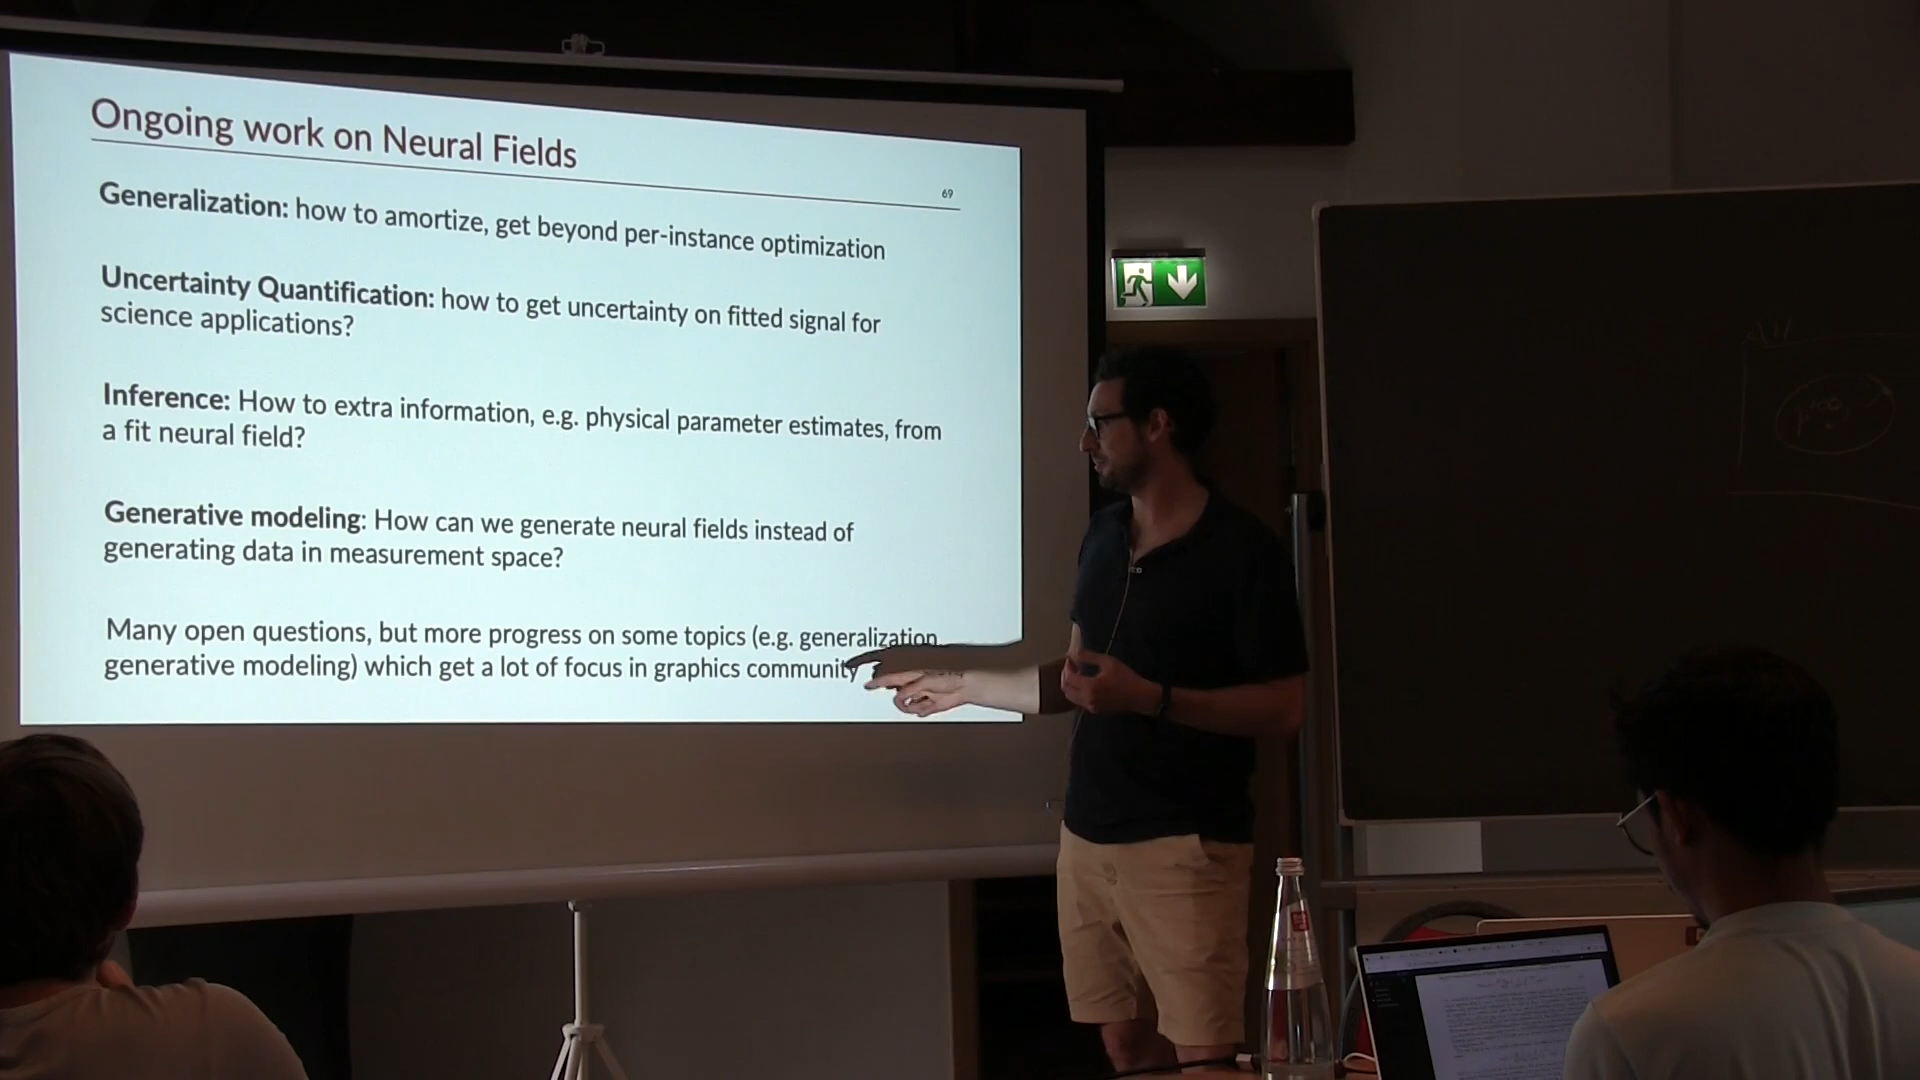 Ongoing work on Neural Fields
69
Generalization: how to amortize, get beyond per-instance optimization
Uncertainty Quantification: how to get uncertainty on fitted signal for
science applications?
Inference: How to extra information, e.g. physical parameter estimates, from
a fit neural field?
Generative modeling: How can we generate neural fields instead of
generating data in measurement space?
Many open questions, but more progress on some topics (e.g. generalization
generative modeling) which get a lot of focus in graphics community